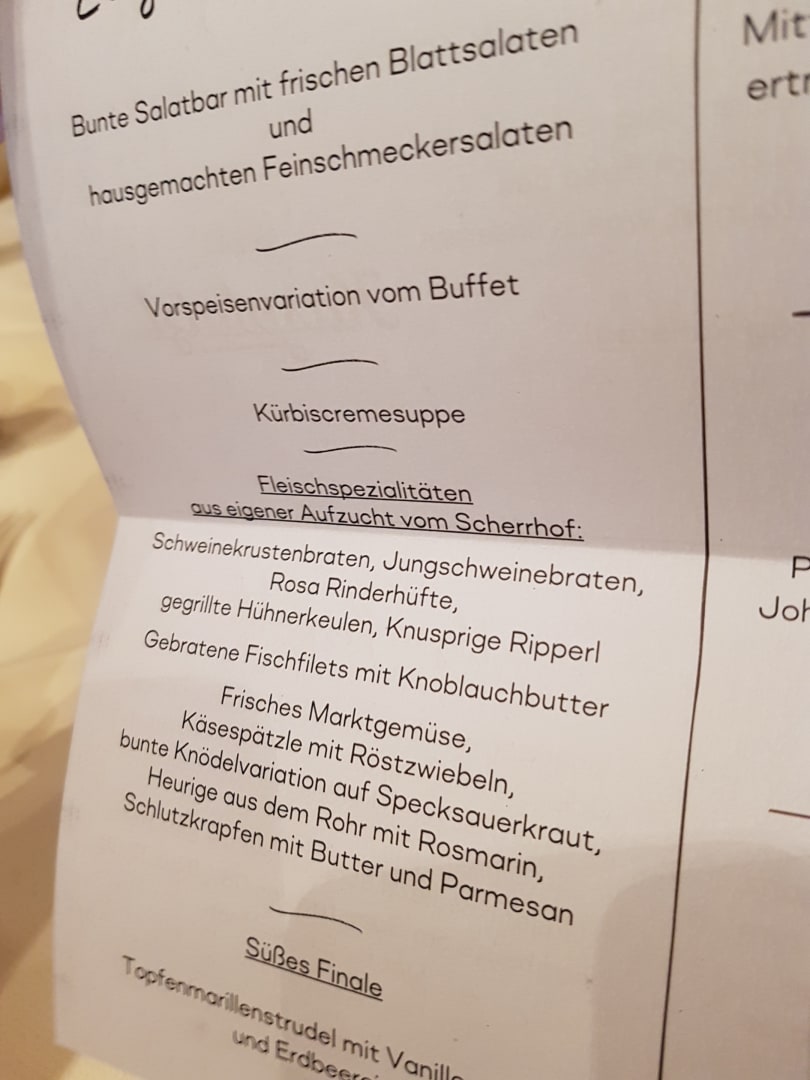 Bunte Salatbar mit frischen Blattsalaten
und
hausgemachten Feinschmeckersalaten
Vorspeisenvariation vom Buffet
Kürbiscremesuppe
Fleischspezialitäten
aus eigener Aufzucht vom Scherrhof:
Schweinekrustenbraten, Jungschweinebraten,
Rosa Rinderhüfte,
gegrillte Hühnerkeulen, Knusprige Ripperl
Gebratene Fischfilets mit Knoblauchbutter
Frisches Marktgemüse,
Käsespätzle mit Röstzwiebeln,
bunte Knödelvariation auf Specksauerkraut,
Heurige aus dem Rohr mit Rosmarin,
Schlutzkrapfen mit Butter und Parmesan
Süßes Finale
Topfenmarillenstrudel mit
und